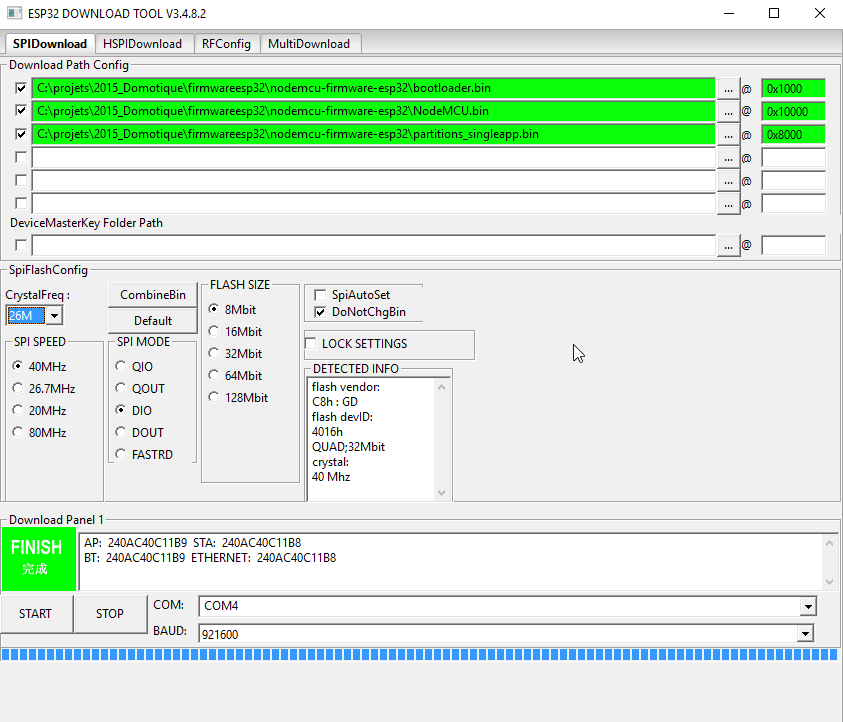 ESP32 DOWNLOAD TOOL V3.4.8.2
SPIDownload HSPIDownload RFConfig MultiDownload
Download Path Config
C:\projets\2015_Domotique\firmwareesp32\nodemcu-firmware-esp32\bootloader.bin ... @ 0x1000
C:\projets\2015_Domotique\firmwareesp32\nodemcu-firmware-esp32\NodeMCU.bin ... @ 0x10000
C:\projets\2015_Domotique\firmwareesp32\nodemcu-firmware-esp32\partitions_singleapp.bin ... @ 0x8000
... @
... @
... @
DeviceMasterKey Folder Path
... @
SpiFlashConfig
CrystalFreq :
26M
CombineBin
Default
SPI SPEED
40MHz
26.7MHz
20MHz
80MHz
SPI MODE
QIO
QOUT
DIO
DOUT
FASTRD
FLASH SIZE
8Mbit
16Mbit
32Mbit
64Mbit
128Mbit
SpiAutoSet
DoNotChgBin
LOCK SETTINGS
DETECTED INFO
flash vendor:
C8h : GD
flash devID:
4016h
QUAD;32Mbit
crystal:
40 Mhz
Download Panel 1
FINISH
完成
AP: 240AC40C11B9 STA: 240AC40C11B8
BT: 240AC40C11B9 ETHERNET: 240AC40C11B8
START STOP
COM: COM4
BAUD: 921600